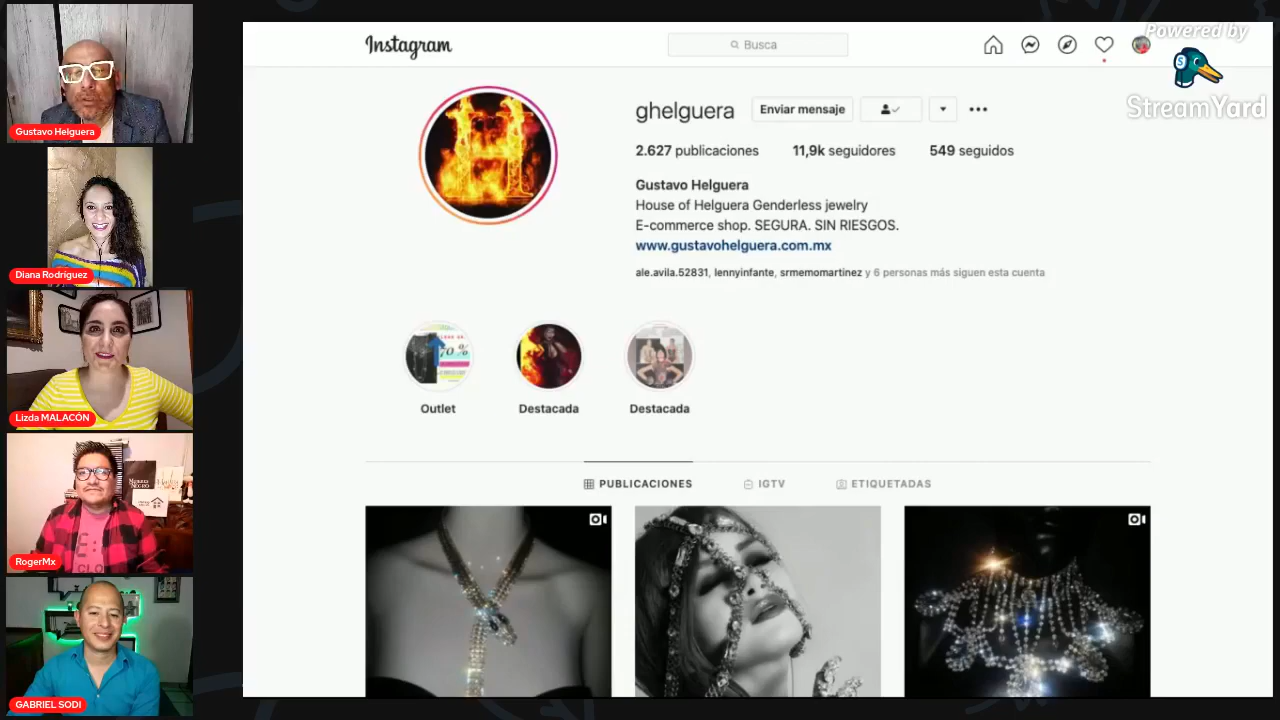 Gustavo Helguera
Diana Rodríguez
Lizda MALACÓN
RogerMx
GABRIEL SODI
Instagram
Busca
Powered by
StreamYard
ghelguera
Enviar mensaje
2.627 publicaciones 11,9k seguidores 549 seguidos
Gustavo Helguera
House of Helguera Genderless jewelry
E-commerce shop. SEGURA. SIN RIESGOS.
www.gustavohelguera.com.mx
ale.avila.52831, lennyinfante, srmemomartinez y 6 personas más siguen esta cuenta
70 %
Outlet Destacada Destacada
PUBLICACIONES IGTV ETIQUETADAS